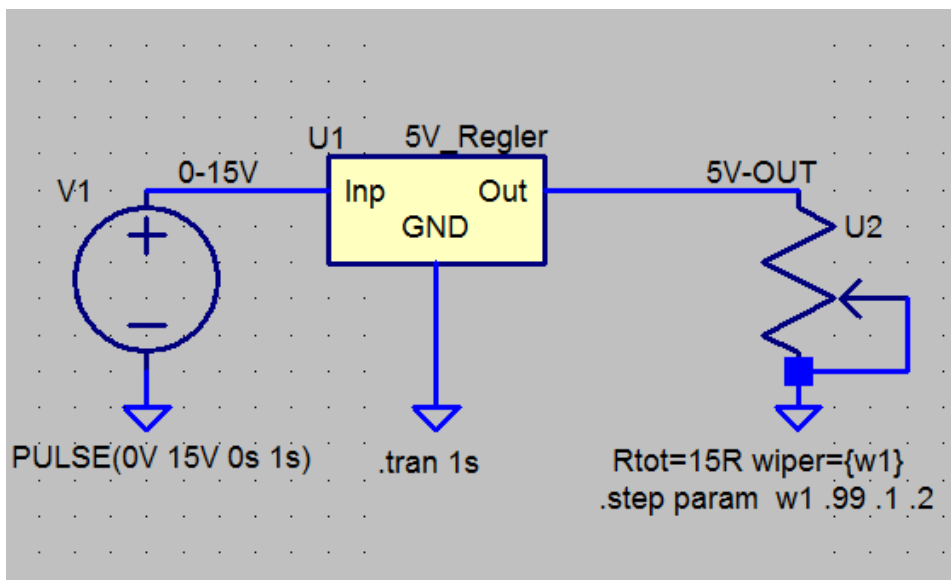 U1 5V_Regler
V1 0-15V Inp Out 5V-OUT
GND U2
PULSE(0V 15V 0s 1s) .tran 1s Rtot=15R wiper={w1}
.step param w1 .99 .1 .2